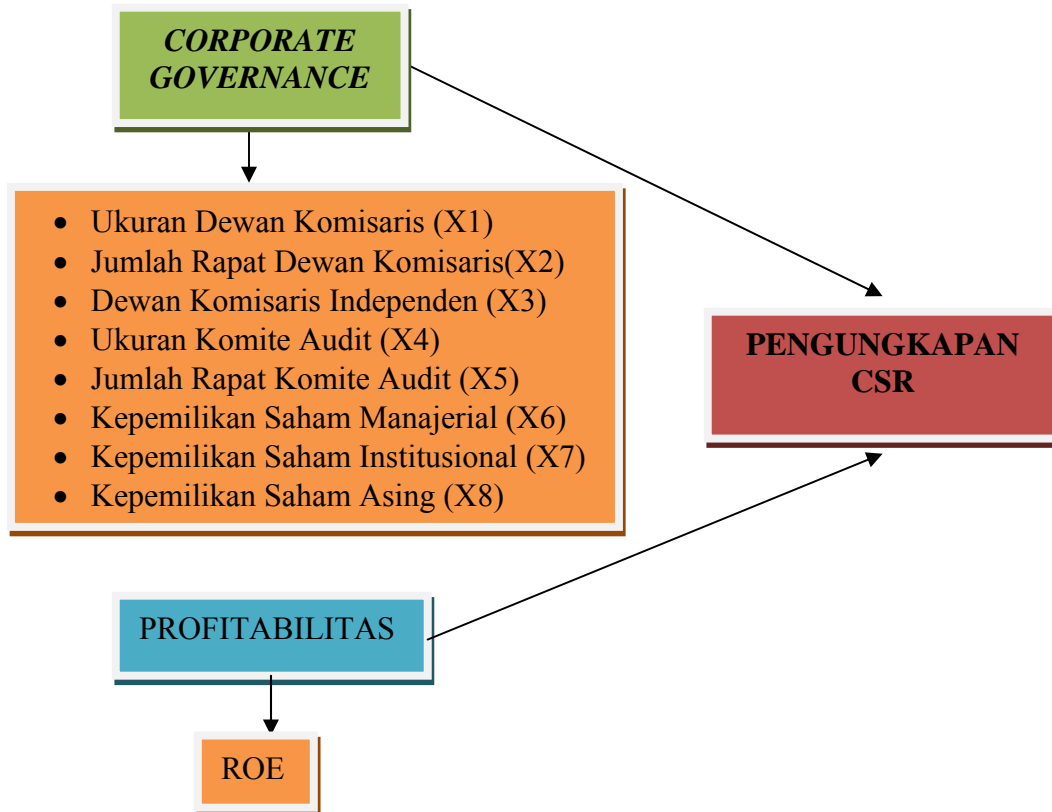 CORPORATE
GOVERNANCE
• Ukuran Dewan Komisaris (X1)
• Jumlah Rapat Dewan Komisaris(X2)
• Dewan Komisaris Independen (X3)
• Ukuran Komite Audit (X4)
• Jumlah Rapat Komite Audit (X5)
• Kepemilikan Saham Manajerial (X6)
• Kepemilikan Saham Institusional (X7)
• Kepemilikan Saham Asing (X8)
PENGUNGKAPAN
CSR
PROFITABILITAS
ROE